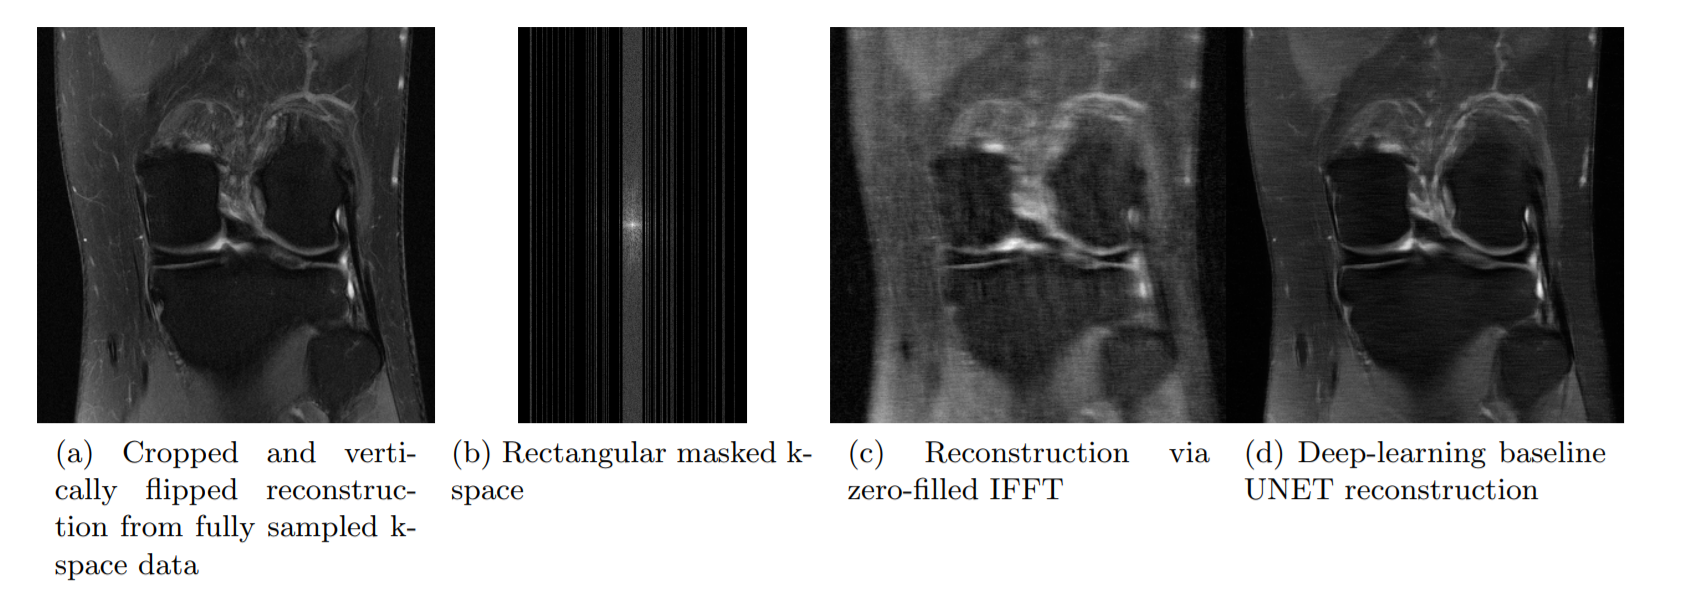 (a) Cropped and verti-
cally flipped reconstruc-
tion from fully sampled k-
space data
(b) Rectangular masked k-
space
(c) Reconstruction via
zero-filled IFFT
(d) Deep-learning baseline
UNET reconstruction